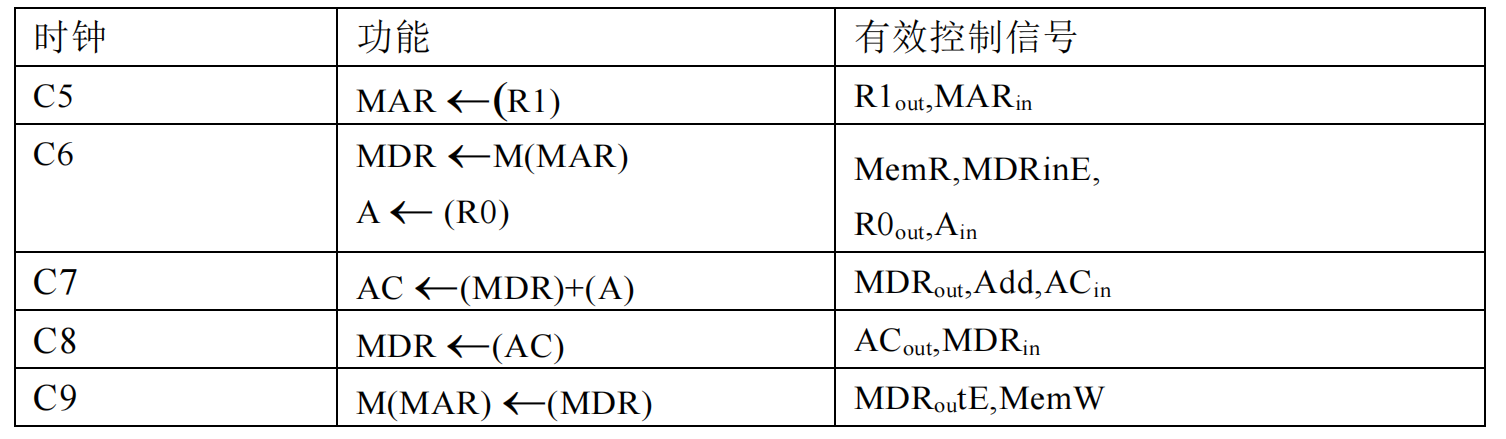 时钟 功能 有效控制信号
C5 MAR ←(R1) R1out,MARin
C6 MDR ←M(MAR) MemR,MDRinE,
A ← (R0) R0out,Ain
C7 AC ←(MDR)+(A) MDRout,Add,ACin
C8 MDR ←(AC) ACout,MDRin
C9 M(MAR) ←(MDR) MDRoutE,MemW